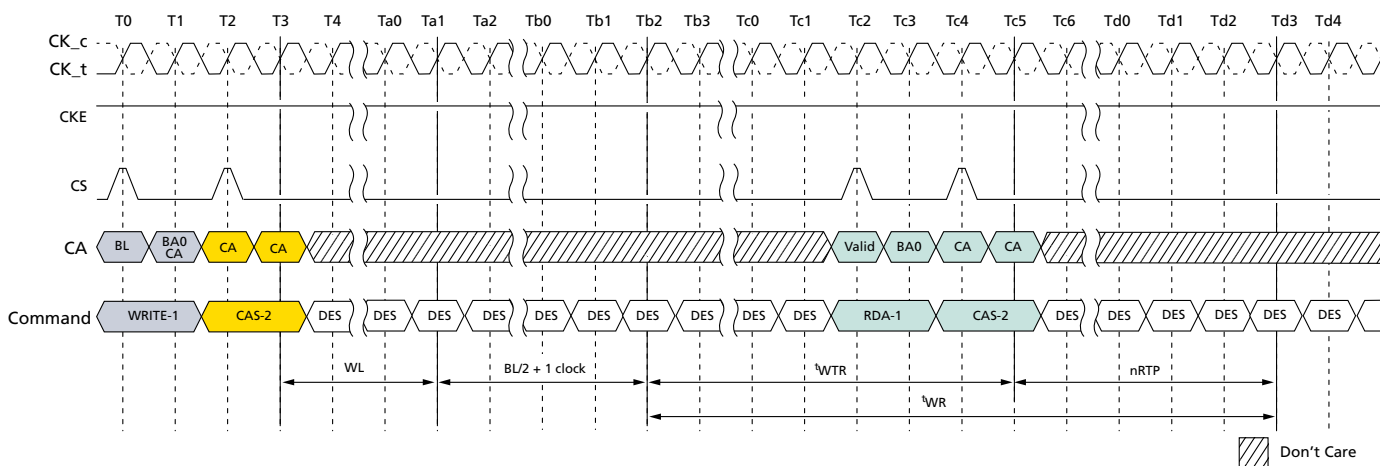 T0 T1 T2 T3 T4 Ta0 Ta1 Ta2 Tb0 Tb1 Tb2 Tb3 Tc0 Tc1 Tc2 Tc3 Tc4 Tc5 Tc6 Td0 Td1 Td2 Td3 Td4
CK_c
CK_t
CKE
CS
CA BL BA0 CA CA CA Valid BA0 CA CA
Command WRITE-1 CAS-2 DES DES DES DES DES DES DES DES DES DES RDA-1 CAS-2 DES DES DES DES DES DES
WL BL/2 + 1 clock tWTR nRTP
tWR
Don't Care